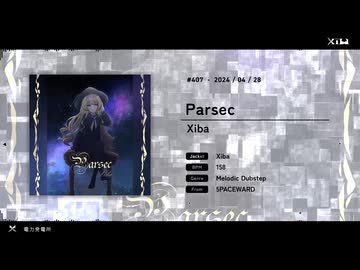 XIBA
#407 - 2024 / 04 / 28
Parsec
Xiba
Jacket Xiba
BPM 158
Genre Melodic Dubstep
From SPACEWARD
Parsec
Parsec
電力発電所